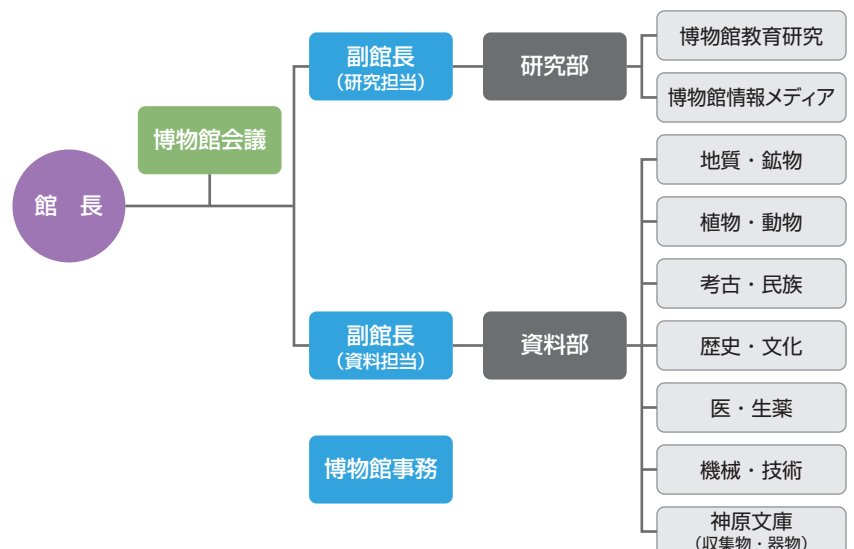 館 長
博物館会議
副館長
（研究担当）
研究部
博物館教育研究
博物館情報メディア
副館長
（資料担当）
資料部
地質・鉱物
植物・動物
考古・民族
歴史・文化
医・生薬
機械・技術
神原文庫
（収集物・器物）
博物館事務